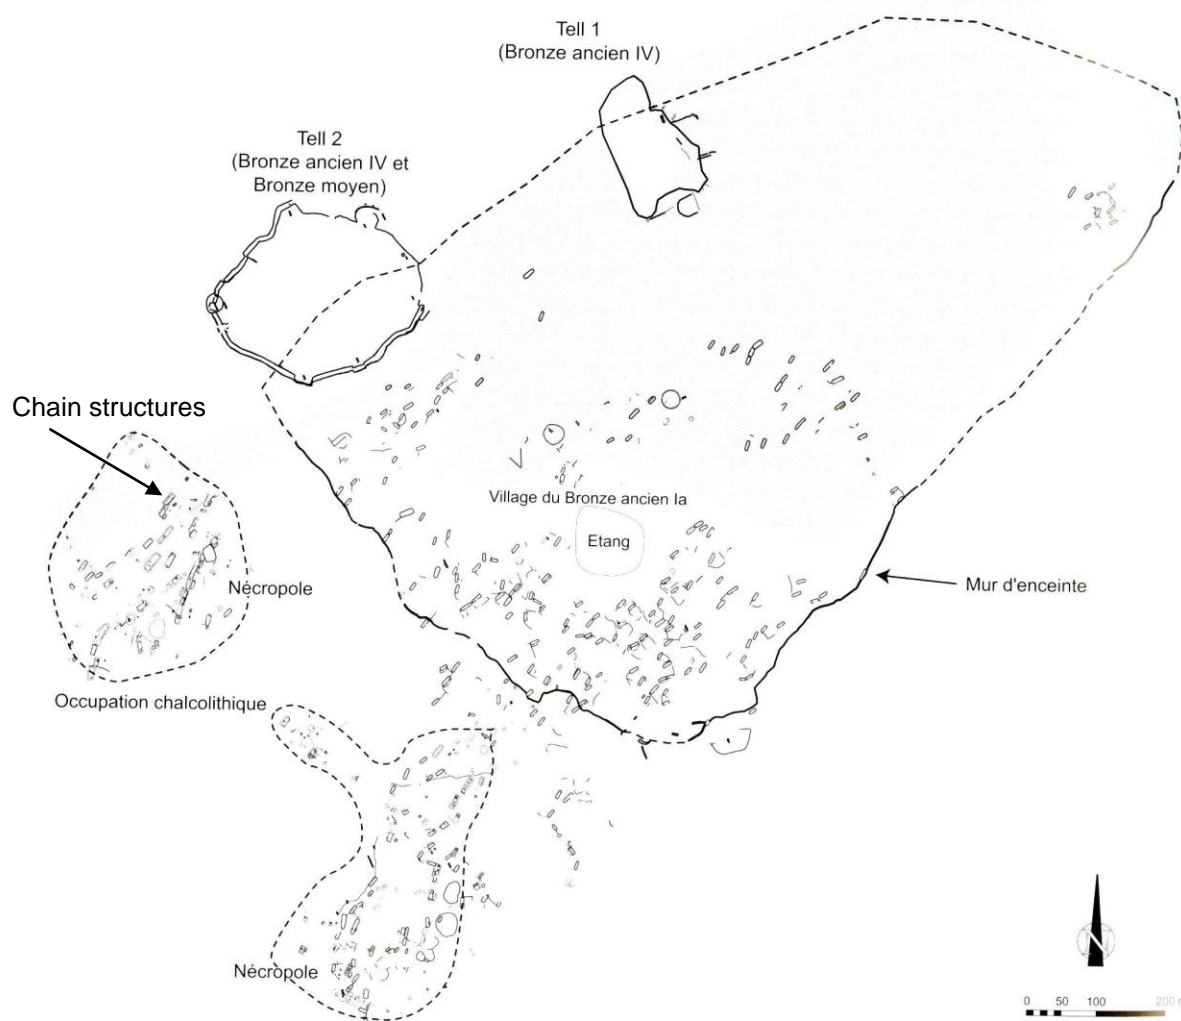 Tell 1
(Bronze ancien IV)
Tell 2
(Bronze ancien IV et
Bronze moyen)
Chain structures
Village du Bronze ancien Ia
Etang
Nécropole
Mur d'enceinte
Occupation chalcolithique
Nécropole
N
0 50 100 200 m